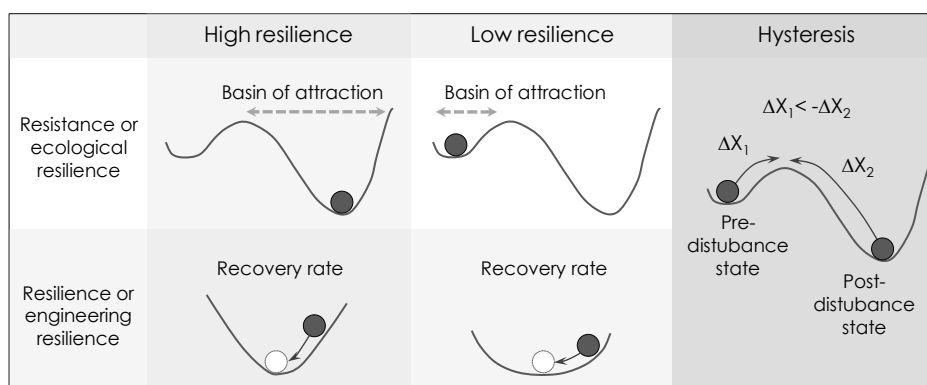 High resilience
Low resilience
Hysteresis
Resistance or
ecological
resilience
Basin of attraction
Basin of attraction
ΔX₁< -ΔX₂
ΔX₁
ΔX₂
Pre-
distubance
state
Post-
distubance
state
Resilience or
engineering
resilience
Recovery rate
Recovery rate